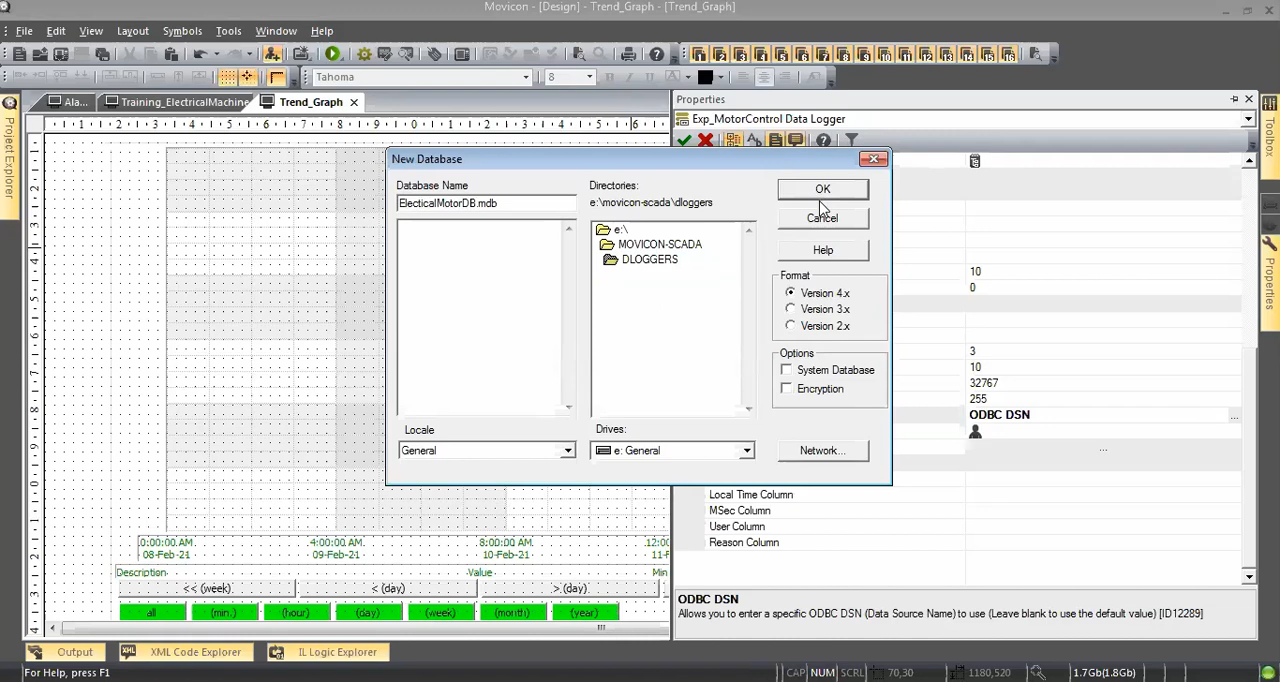 Movicon - [Design] - Trend_Graph - [Trend_Graph]
File Edit View Layout Symbols Tools Window Help
Tahoma 8
Ala... Training_ElectricalMachine Trend_Graph
Properties
Exp_MotorControl Data Logger
Project Explorer
Toolbox
Properties
New Database
Database Name
ElecticalMotorDB.mdb
Directories:
e:\movicon-scada\dloggers
e:\
MOVICON-SCADA
DLOGGERS
OK
Cancel
Help
Format
Version 4.x
Version 3.x
Version 2.x
Options
System Database
Encryption
Locale
General
Drives:
e: General
Network...
10
0
3
10
32767
255
ODBC DSN
...
...
Local Time Column
MSec Column
User Column
Reason Column
ODBC DSN
Allows you to enter a specific ODBC DSN (Data Source Name) to use (Leave blank to use the default value) [ID12289]
0:00:00.AM 4:00:00.AM 8:00:00.AM 12:00
08-Feb-21 09-Feb-21 10-Feb-21 11-F
Description Value Min
<< (week) < (day) > (day)
all (min.) (hour) (day) (week) (month) (year)
Output XML Code Explorer IL Logic Explorer
For Help, press F1
CAP NUM SCRL 70,30 1180,520 1.7Gb(1.8Gb)